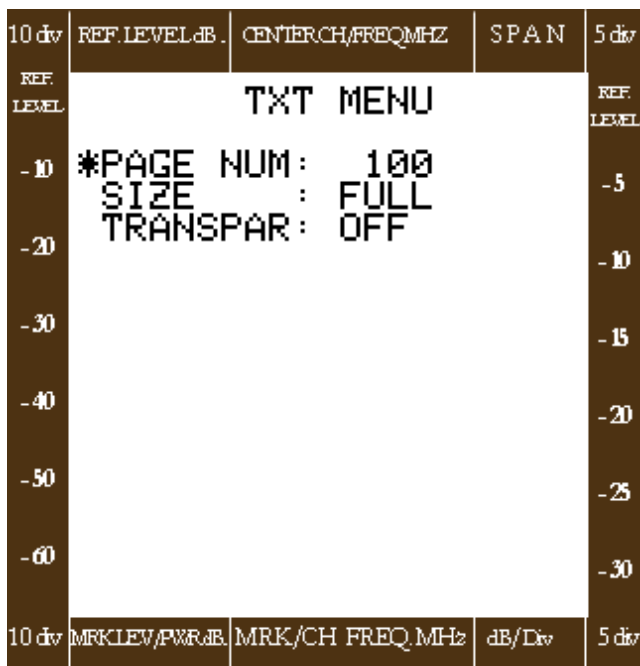 10 div REF. LEVEL dB. CENTER CH/FREQ MHZ SPAN 5 div
REF. LEVEL
REF. LEVEL
TXT MENU
*PAGE NUM: 100
SIZE : FULL
TRANSPAR: OFF
-10
-20
-30
-40
-50
-60
-5
-10
-15
-20
-25
-30
10 div MRK LEV/PWR dB. MRK/CH FREQ. MHz dB/Div 5 div